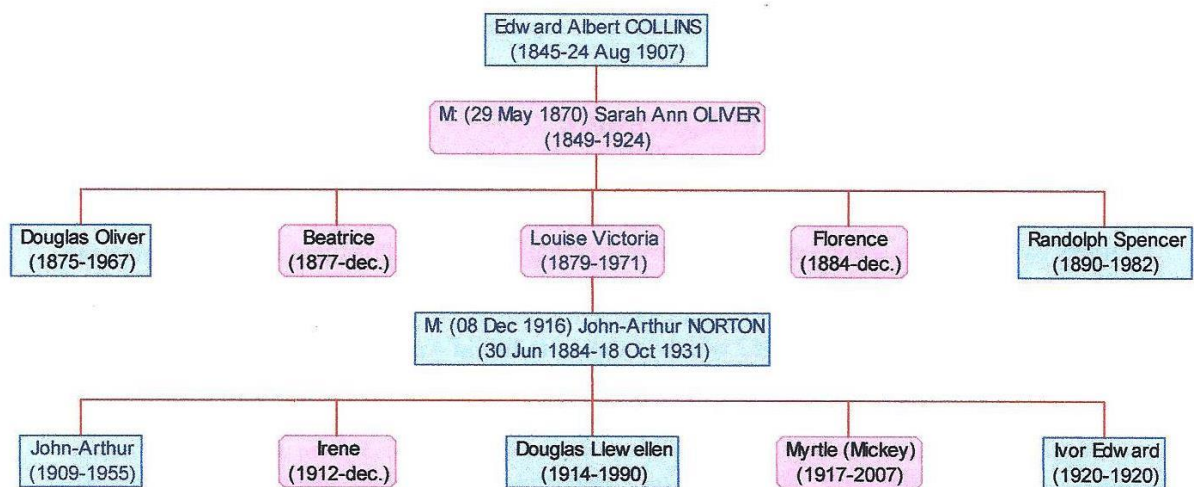 Edward Albert COLLINS
(1845-24 Aug 1907)
M: (29 May 1870) Sarah Ann OLIVER
(1849-1924)
Douglas Oliver
(1875-1967)
Beatrice
(1877-dec.)
Louise Victoria
(1879-1971)
Florence
(1884-dec.)
Randolph Spencer
(1890-1982)
M: (08 Dec 1916) John-Arthur NORTON
(30 Jun 1884-18 Oct 1931)
John-Arthur
(1909-1955)
Irene
(1912-dec.)
Douglas Llewellen
(1914-1990)
Myrtle (Mickey)
(1917-2007)
Ivor Edward
(1920-1920)